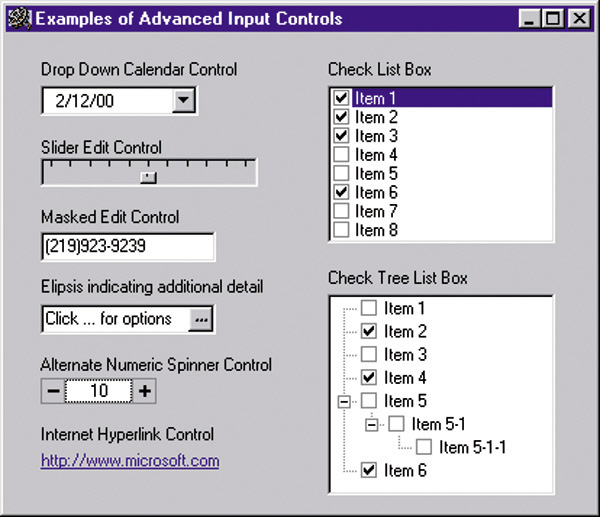 Examples of Advanced Input Controls
Drop Down Calendar Control
2/12/00
Slider Edit Control
Masked Edit Control
(219)923-9239
Elipsis indicating additional detail
Click ... for options
...
Alternate Numeric Spinner Control
− 10 +
Internet Hyperlink Control
http://www.microsoft.com
Check List Box
Item 1
Item 2
Item 3
Item 4
Item 5
Item 6
Item 7
Item 8
Check Tree List Box
Item 1
Item 2
Item 3
Item 4
Item 5
Item 5-1
Item 5-1-1
Item 6